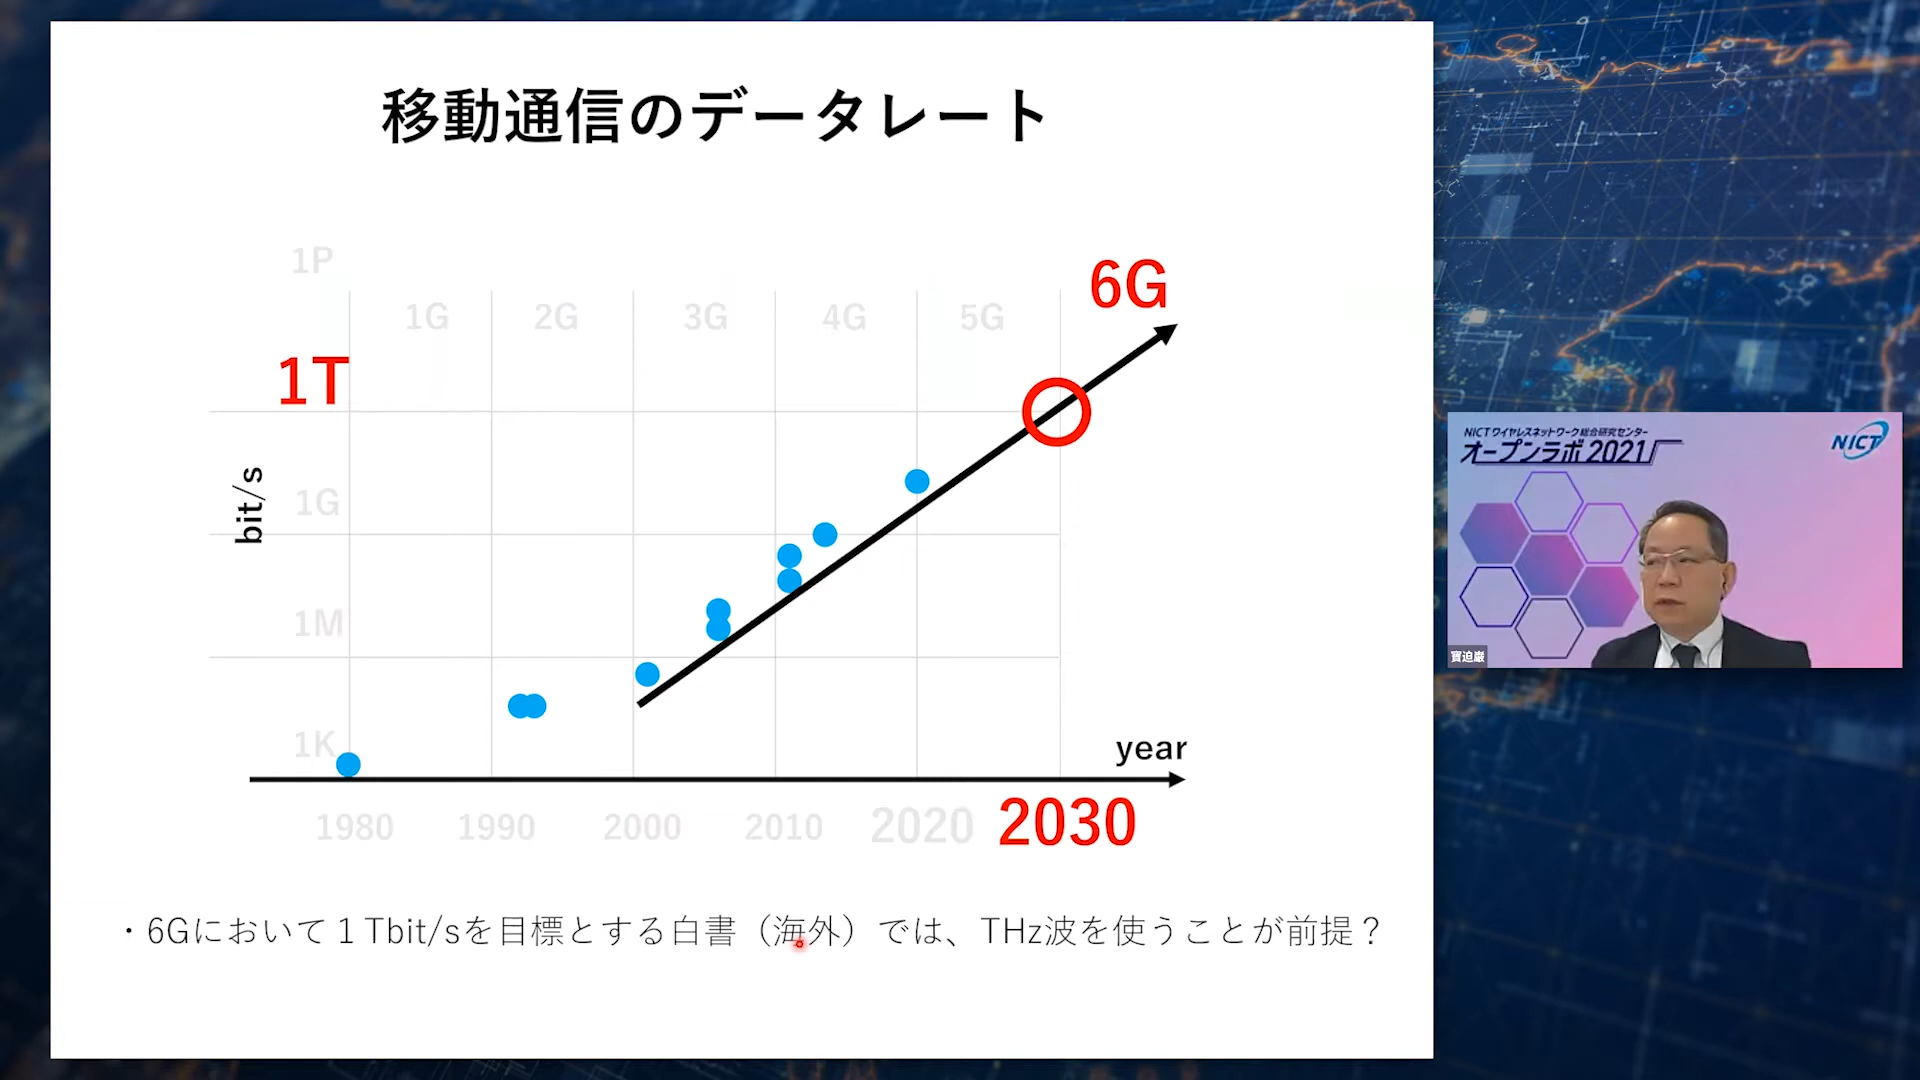 移動通信のデータレート
1P
1G 2G 3G 4G 5G 6G
1T
bit/s
1G
1M
1K
year
1980 1990 2000 2010 2020 2030
・6Gにおいて１Tbit/sを目標とする白書（海外）では、THz波を使うことが前提？
NICT ワイヤレスネットワーク総合研究センター
オープンラボ 2021
NICT
寳迫巌